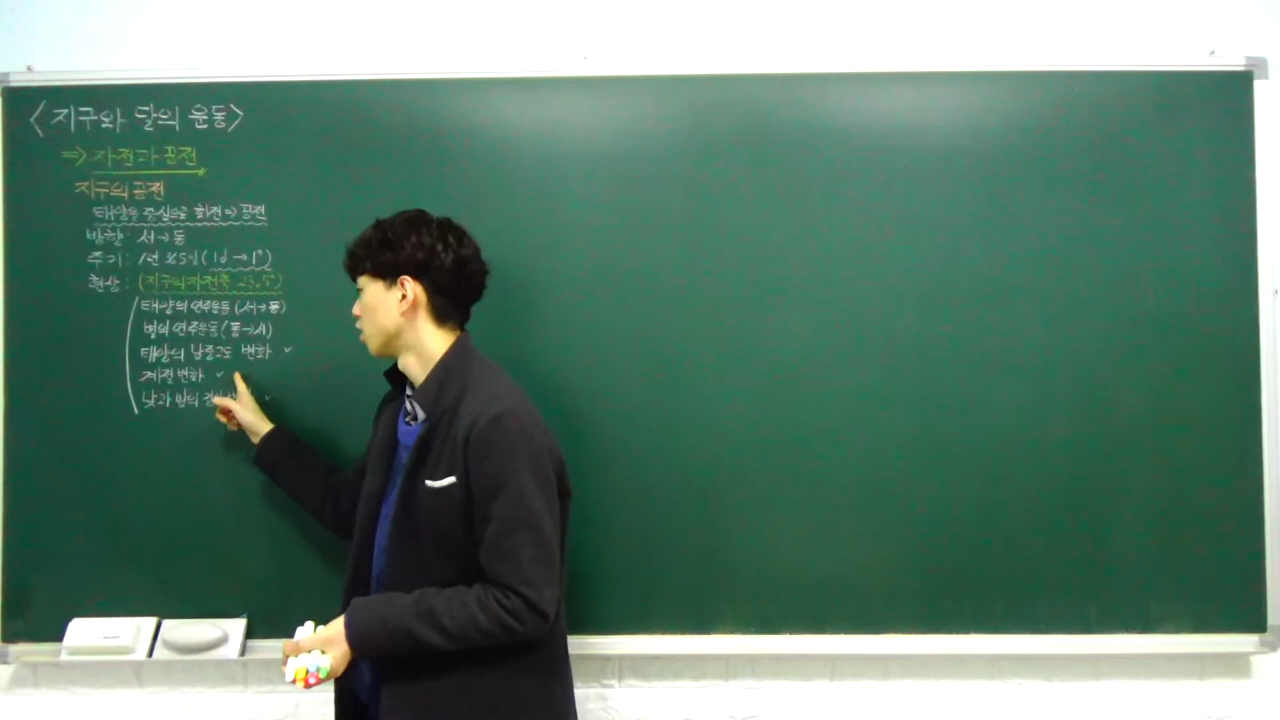 <지구와 달의 운동>
⇒ 자전과 공전
지구의 공전
태양을 중심으로 회전 ⇒ 공전
방향 : 서→동
주기 : 1년 365일 (1d → 1°)
현상 : (지구의 자전축 23.5°)
태양의 연주운동 (서→동)
별의 연주운동 (동→서)
태양의 남중고도 변화 ✓
계절변화 ✓
낮과 밤의 ✓